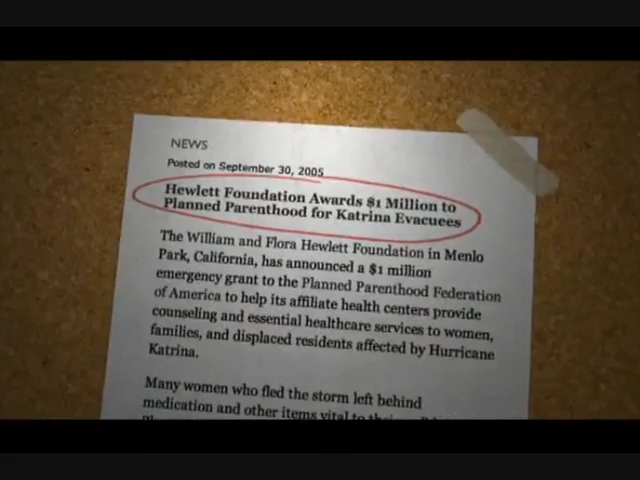 NEWS
Posted on September 30, 2005
Hewlett Foundation Awards $1 Million to
Planned Parenthood for Katrina Evacuees
The William and Flora Hewlett Foundation in Menlo
Park, California, has announced a $1 million
emergency grant to the Planned Parenthood Federation
of America to help its affiliate health centers provide
counseling and essential healthcare services to women,
families, and displaced residents affected by Hurricane
Katrina.
Many women who fled the storm left behind
medication and other items vital to